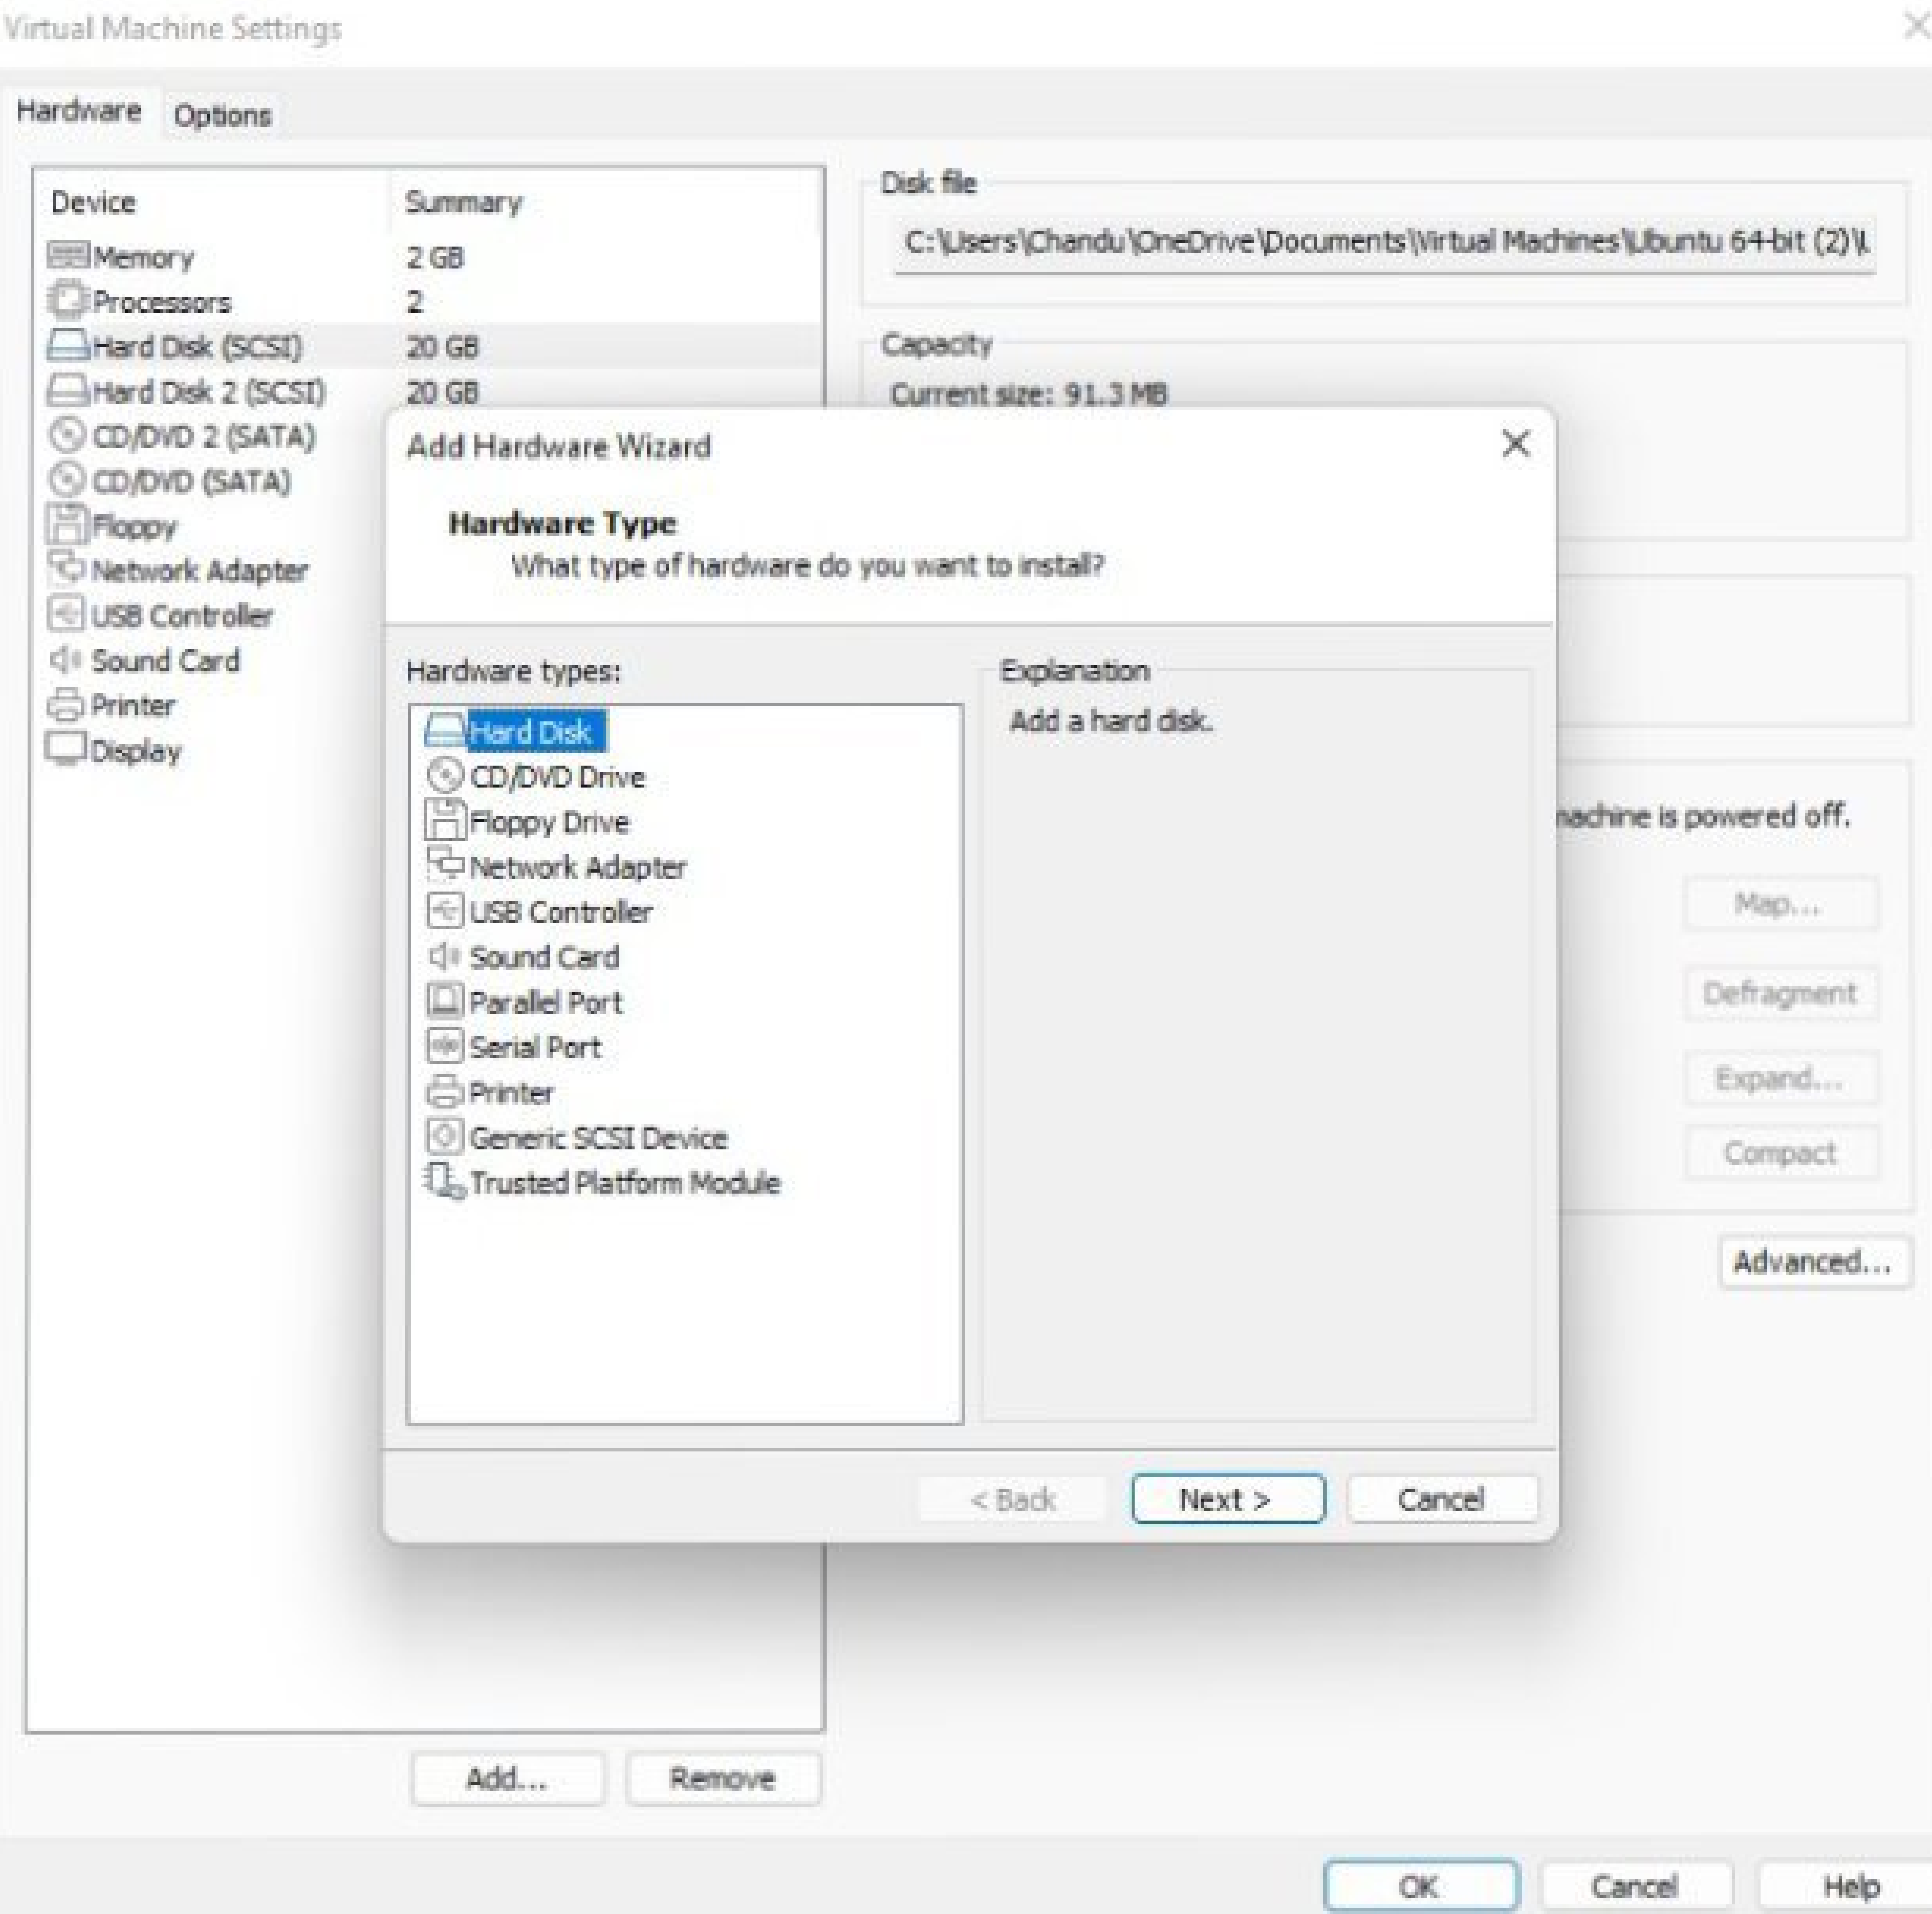 Virtual Machine Settings
Hardware Options
Device Summary
Memory 2 GB
Processors 2
Hard Disk (SCSI) 20 GB
Hard Disk 2 (SCSI) 20 GB
CD/DVD 2 (SATA)
CD/DVD (SATA)
Floppy
Network Adapter
USB Controller
Sound Card
Printer
Display
Add... Remove
Disk file
C:\Users\Chandu\OneDrive\Documents\Virtual Machines\Ubuntu 64-bit (2)\
Capacity
Current size: 91.3 MB
machine is powered off.
Map...
Defragment
Expand...
Compact
Advanced...
Add Hardware Wizard
Hardware Type
What type of hardware do you want to install?
Hardware types:
Hard Disk
CD/DVD Drive
Floppy Drive
Network Adapter
USB Controller
Sound Card
Parallel Port
Serial Port
Printer
Generic SCSI Device
Trusted Platform Module
Explanation
Add a hard disk.
< Back Next > Cancel
OK Cancel Help